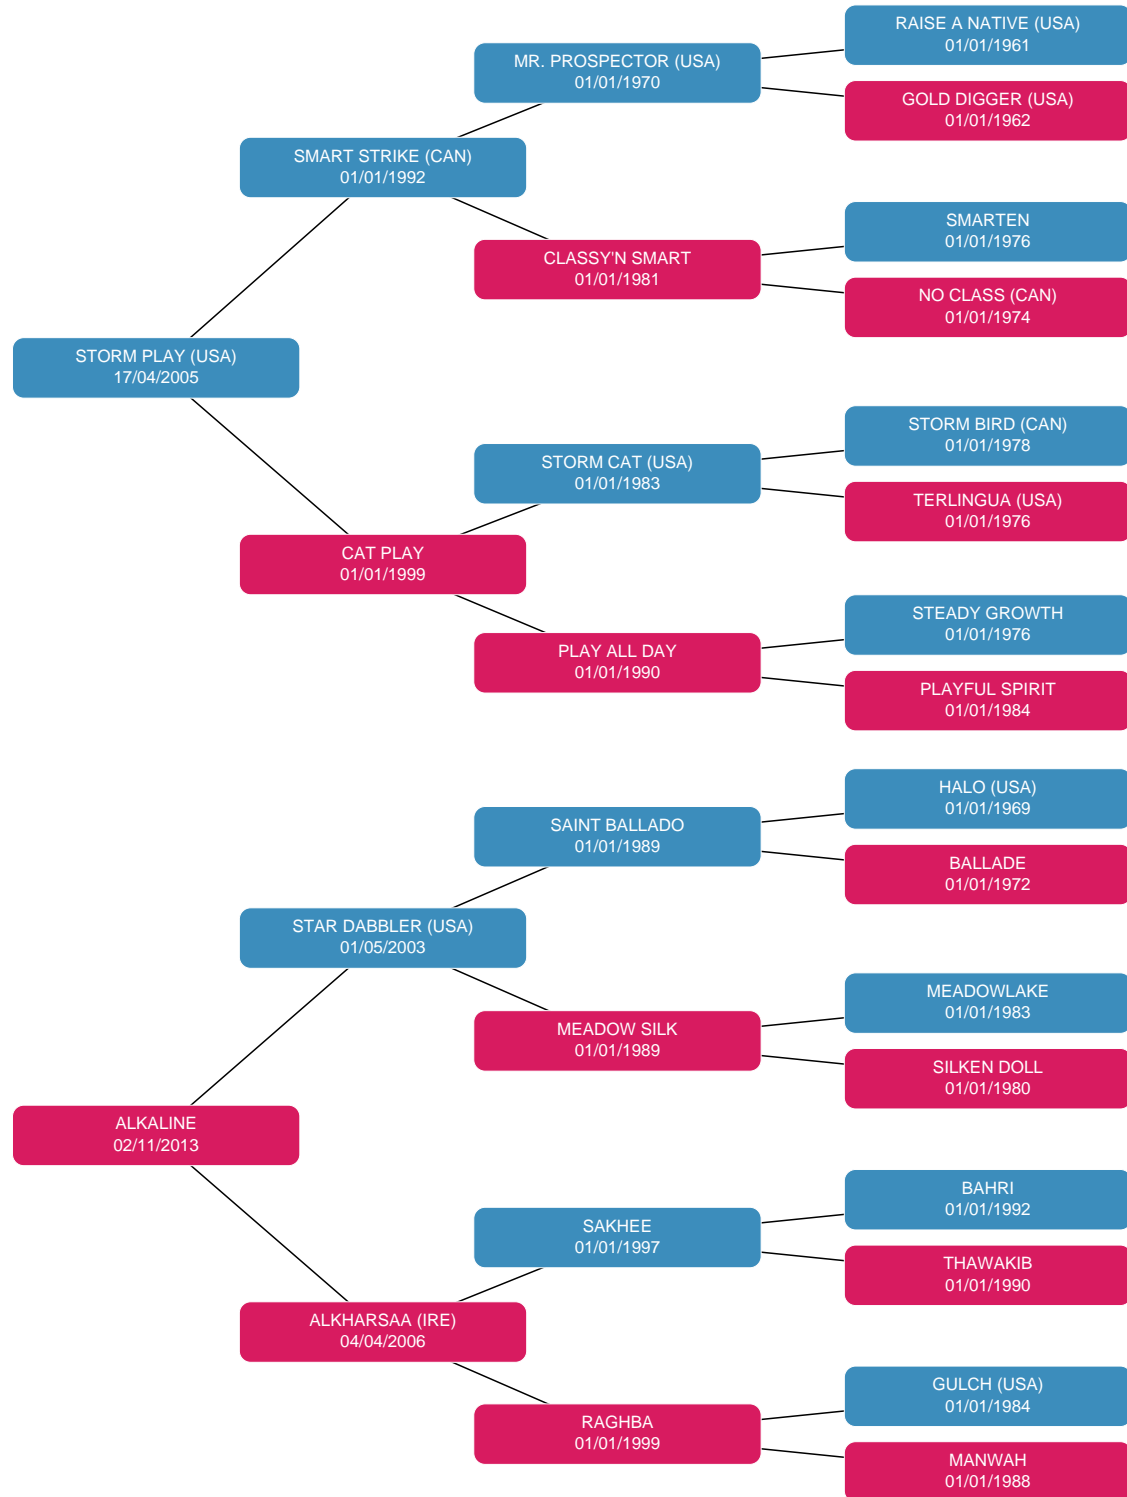 RAISE A NATIVE (USA)
01/01/1961
MR. PROSPECTOR (USA)
01/01/1970
GOLD DIGGER (USA)
01/01/1962
SMART STRIKE (CAN)
01/01/1992
SMARTEN
01/01/1976
CLASSY'N SMART
01/01/1981
NO CLASS (CAN)
01/01/1974
STORM PLAY (USA)
17/04/2005
STORM BIRD (CAN)
01/01/1978
STORM CAT (USA)
01/01/1983
TERLINGUA (USA)
01/01/1976
CAT PLAY
01/01/1999
STEADY GROWTH
01/01/1976
PLAY ALL DAY
01/01/1990
PLAYFUL SPIRIT
01/01/1984
HALO (USA)
01/01/1969
SAINT BALLADO
01/01/1989
BALLADE
01/01/1972
STAR DABBLER (USA)
01/05/2003
MEADOWLAKE
01/01/1983
MEADOW SILK
01/01/1989
SILKEN DOLL
01/01/1980
ALKALINE
02/11/2013
BAHRI
01/01/1992
SAKHEE
01/01/1997
THAWAKIB
01/01/1990
ALKHARSAA (IRE)
04/04/2006
GULCH (USA)
01/01/1984
RAGHBA
01/01/1999
MANWAH
01/01/1988